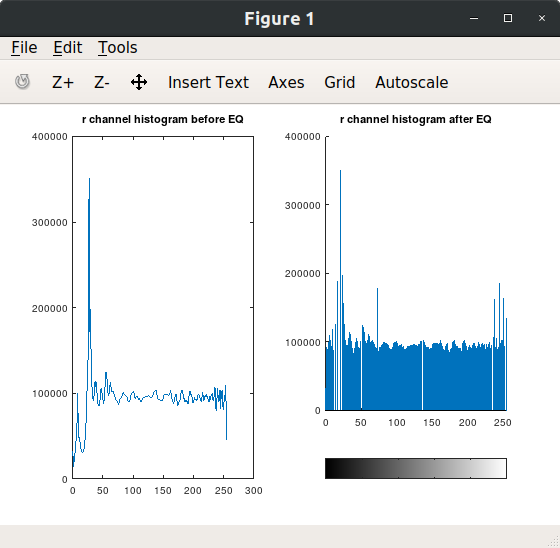 Figure 1
File Edit Tools
Z+ Z- Insert Text Axes Grid Autoscale
r channel histogram before EQ
400000
300000
200000
100000
0
0 50 100 150 200 250 300
r channel histogram after EQ
400000
300000
200000
100000
0
0 50 100 150 200 250